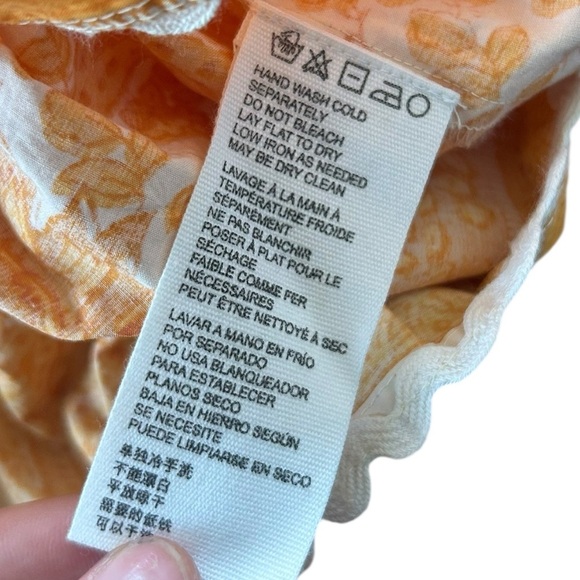 HAND WASH COLD
SEPARATELY
DO NOT BLEACH
LAY FLAT TO DRY
LOW IRON AS NEEDED
MAY BE DRY CLEAN
LAVAGE À LA MAIN À
TEMPÉRATURE FROIDE
SÉPAREMENT
NE PAS BLANCHIR
POSER À PLAT POUR LE
SÉCHAGE
FAIBLE COMME FER
NÉCESSAIRES
PEUT ÊTRE NETTOYÉ À SEC
LAVAR A MANO EN FRÍO
POR SEPARADO
NO USA BLANQUEADOR
PARA ESTABLECER
PLANOS SECO
BAJA EN HIERRO SEGÚN
SE NECESITE
PUEDE LIMPIARSE EN SECO
单独冷手洗
不能漂白
平放晾干
需要的低铁
可以干洗